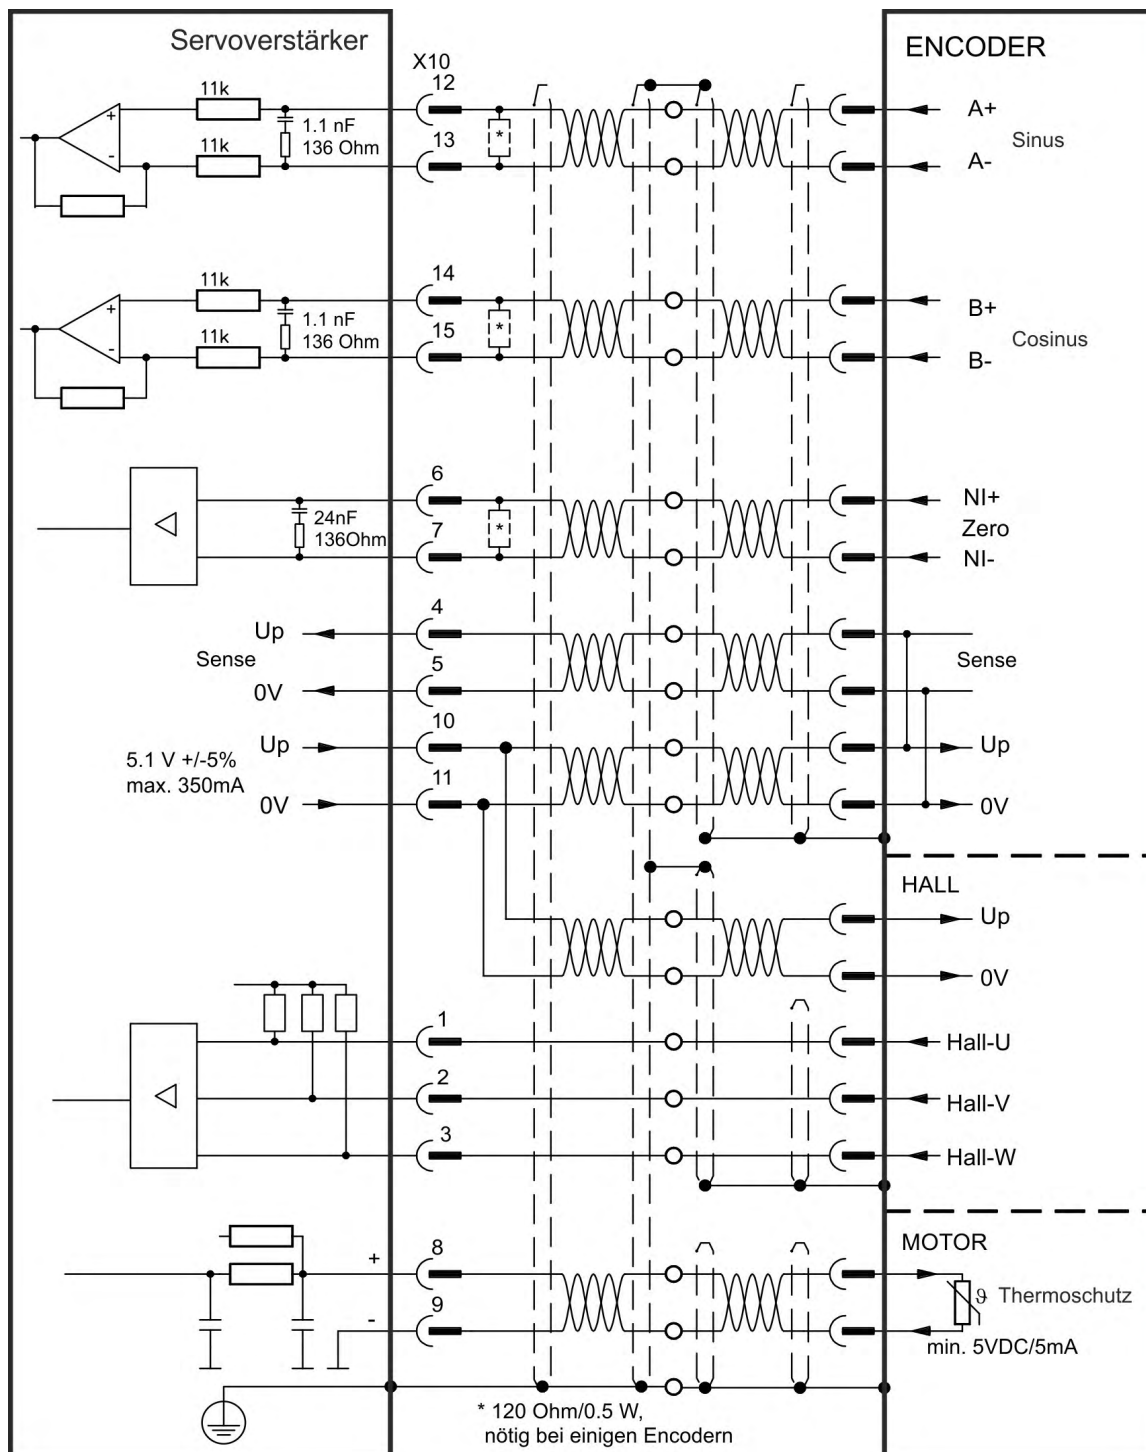 Servoverstärker
ENCODER
X10
12
11k
+
-
11k
1.1 nF
136 Ohm
*
13
A+
Sinus
A-
14
11k
+
-
11k
1.1 nF
136 Ohm
*
15
B+
Cosinus
B-
6
24nF
136Ohm
*
7
NI+
Zero
NI-
4
Up
Sense
Sense
5
0V
10
Up
Up
5.1 V +/-5%
max. 350mA
11
0V
0V
HALL
Up
0V
1
Hall-U
2
Hall-V
3
Hall-W
MOTOR
8
+
ϑ Thermoschutz
9
-
min. 5VDC/5mA
* 120 Ohm/0.5 W,
nötig bei einigen Encodern